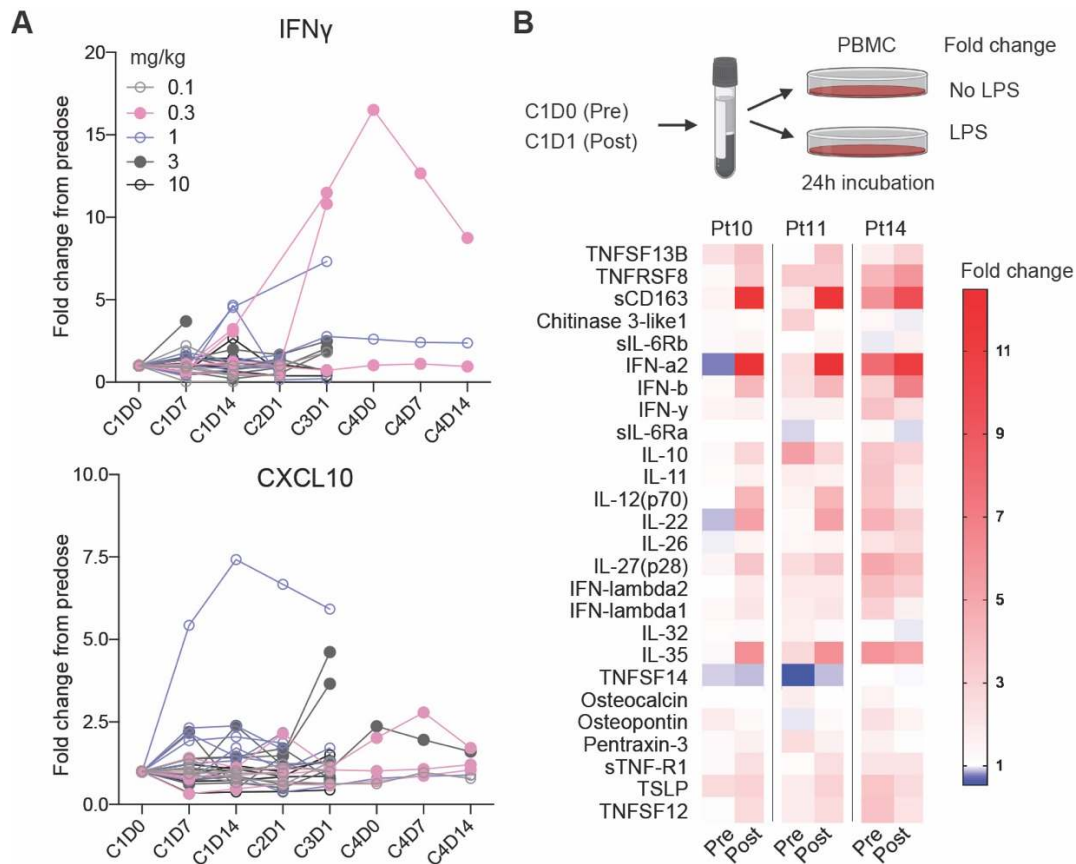 A
IFNγ
mg/kg
0.1
0.3
1
3
10
Fold change from predose
20
15
10
5
0
C1D0
C1D7
C1D14
C2D1
C3D1
C4D0
C4D7
C4D14
CXCL10
Fold change from predose
10.0
7.5
5.0
2.5
0.0
C1D0
C1D7
C1D14
C2D1
C3D1
C4D0
C4D7
C4D14
B
PBMC
Fold change
C1D0 (Pre)
C1D1 (Post)
No LPS
LPS
24h incubation
Pt10 Pt11 Pt14
TNFSF13B
TNFRSF8
sCD163
Chitinase 3-like1
sIL-6Rb
IFN-a2
IFN-b
IFN-y
sIL-6Ra
IL-10
IL-11
IL-12(p70)
IL-22
IL-26
IL-27(p28)
IFN-lambda2
IFN-lambda1
IL-32
IL-35
TNFSF14
Osteocalcin
Osteopontin
Pentraxin-3
sTNF-R1
TSLP
TNFSF12
Pre Post Pre Post Pre Post
Fold change
11
9
7
5
3
1